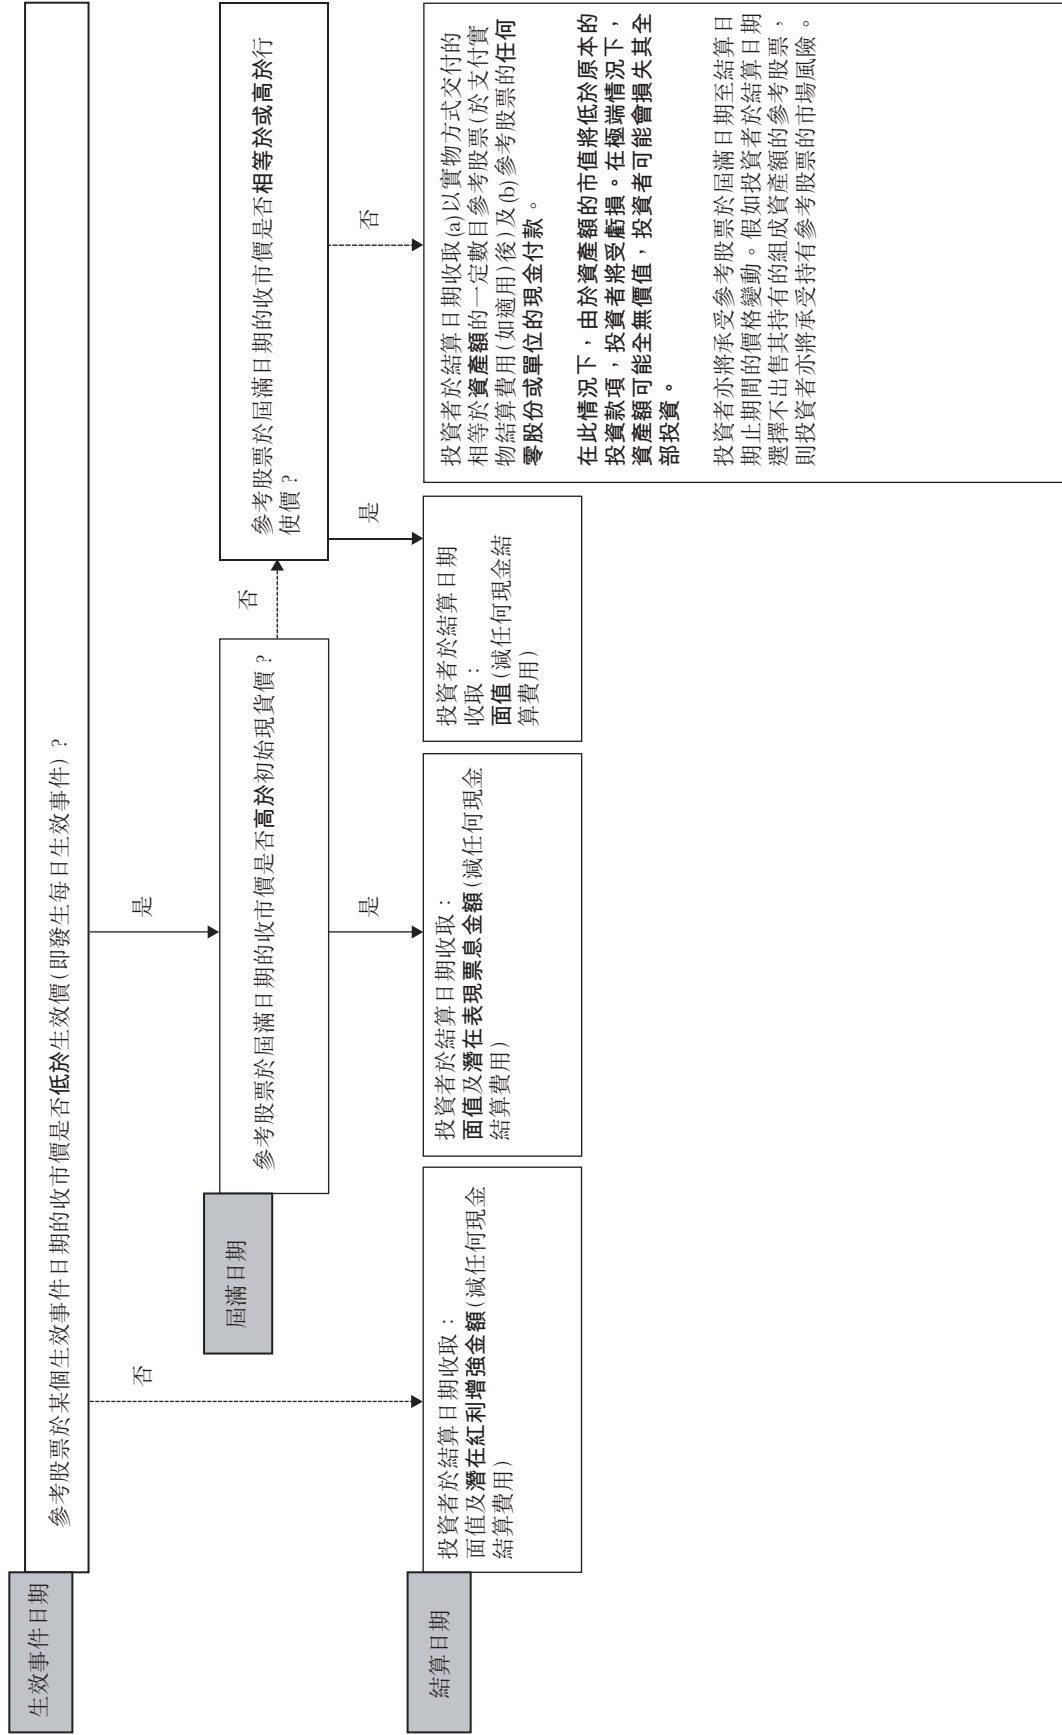 生效事件日期
參考股票於某個生效事件日期的收市價是否低於生效價(即發生每日生效事件)?
否
是
屆滿日期
參考股票於屆滿日期的收市價是否高於初始現貨價?
否
參考股票於屆滿日期的收市價是否相等於或高於行
使價?
是
是
否
結算日期
投資者於結算日期收取:
面值及潛在紅利增強金額(減任何現金
結算費用)
投資者於結算日期收取:
面值及潛在表現票息金額(減任何現金
結算費用)
投資者於結算日期
收取:
面值(減任何現金結
算費用)
投資者於結算日期收取(a)以實物方式交付的
相等於資產額的一定數目參考股票(於支付實
物結算費用(如適用)後)及(b)參考股票的任何
零股份或單位的現金付款。
在此情況下,由於資產額的市值將低於原本的
投資款項,投資者將受虧損。在極端情況下,
資產額可能全無價值,投資者可能會損失其全
部投資。
投資者亦將承受參考股票於屆滿日期至結算日
期止期間的價格變動。假如投資者於結算日期
選擇不出售其持有的組成資產額的參考股票,
則投資者亦將承受持有參考股票的市場風險。